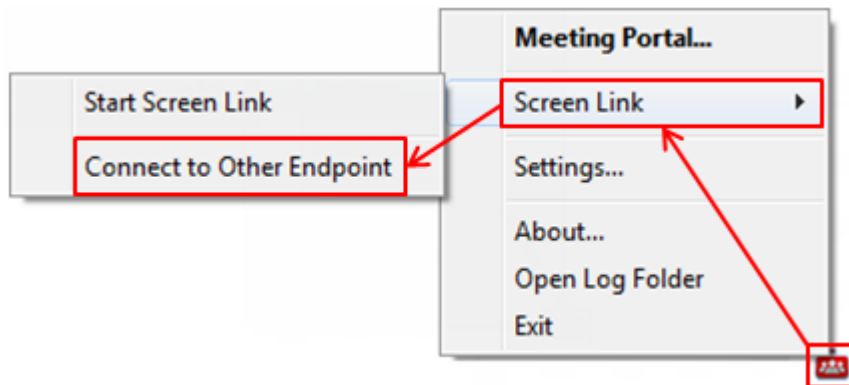 Meeting Portal...
Screen Link
Start Screen Link
Connect to Other Endpoint
Settings...
About...
Open Log Folder
Exit